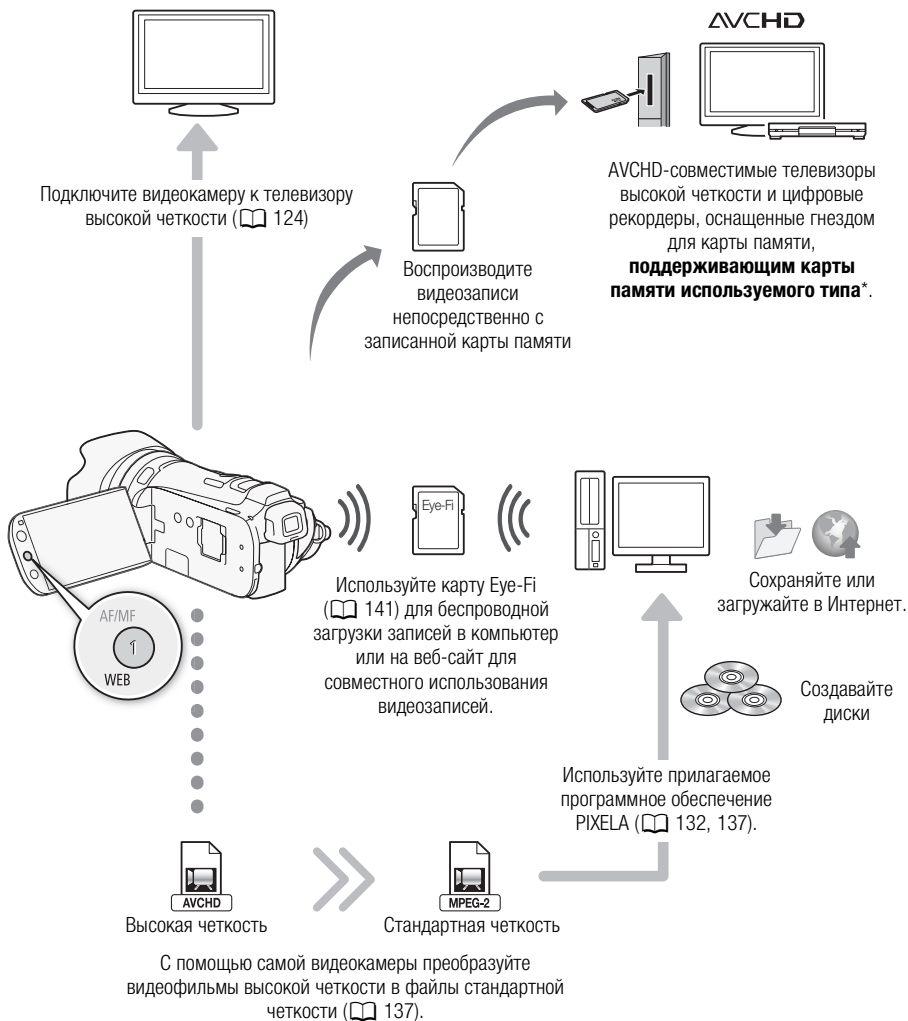 AVCHD
Подключите видеокамеру к телевизору
высокой четкости (124)
AVCHD-совместимые телевизоры
высокой четкости и цифровые
рекордеры, оснащенные гнездом
для карты памяти,
поддерживающим карты
памяти используемого типа*.
Воспроизводите
видеозаписи
непосредственно с
записанной карты памяти
Eye-Fi
Используйте карту Eye-Fi
(141) для беспроводной
загрузки записей в компьютер
или на веб-сайт для
совместного использования
видеозаписей.
Сохраняйте или
загружайте в Интернет.
AF/MF
1
WEB
Создавайте
диски
Используйте прилагаемое
программное обеспечение
PIXELA (132, 137).
AVCHD
Высокая четкость
MPEG-2
Стандартная четкость
С помощью самой видеокамеры преобразуйте
видеофильмы высокой четкости в файлы стандартной
четкости (137).